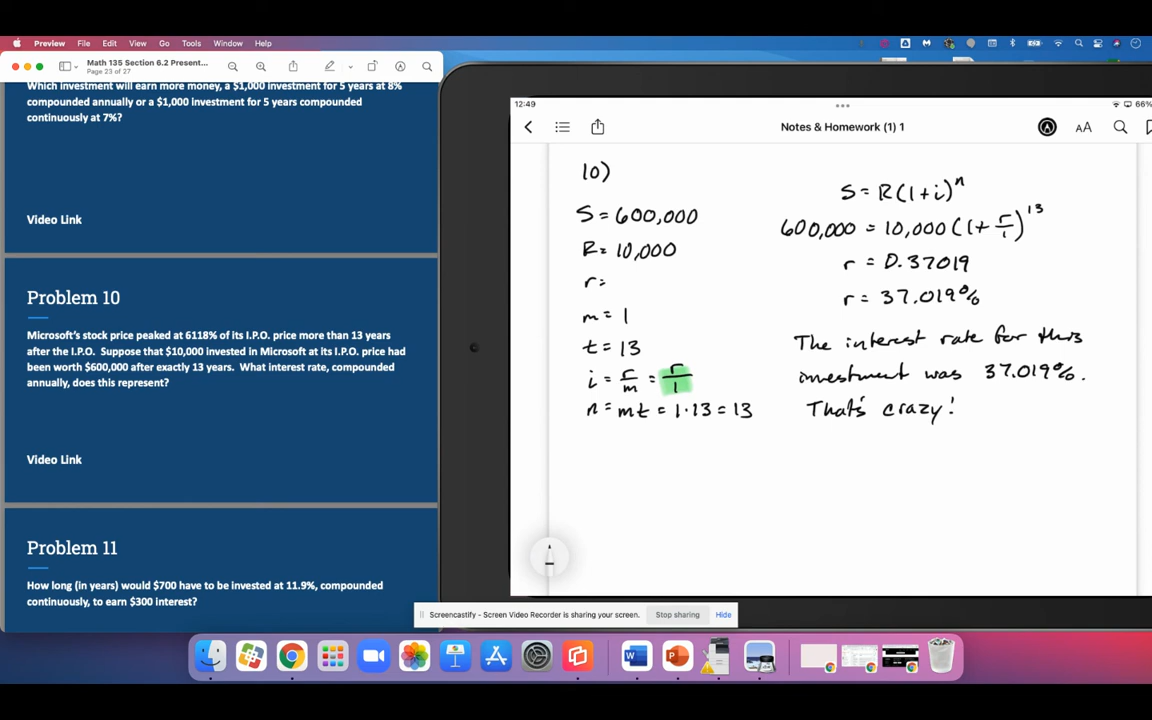 Preview File Edit View Go Tools Window Help
Math 135 Section 6.2 Present...
Page 23 of 27
Which investment will earn more money, a $1,000 investment for 5 years at 8%
compounded annually or a $1,000 investment for 5 years compounded
continuously at 7%?
Video Link
Problem 10
Microsoft's stock price peaked at 6118% of its I.P.O. price more than 13 years
after the I.P.O. Suppose that $10,000 invested in Microsoft at its I.P.O. price had
been worth $600,000 after exactly 13 years. What interest rate, compounded
annually, does this represent?
Video Link
Problem 11
How long (in years) would $700 have to be invested at 11.9%, compounded
continuously, to earn $300 interest?
12:49
66%
Notes & Homework (1) 1
AA
10)
S = 600,000
R = 10,000
r =
m = 1
t = 13
i = r/m = r/1
n = mt = 1·13 = 13
S = R(1+i)^n
600,000 = 10,000(1+ r/1)^13
r = 0.37019
r = 37.019%
The interest rate for this
investment was 37.019%.
That's crazy!
Screencastify - Screen Video Recorder is sharing your screen. Stop sharing Hide